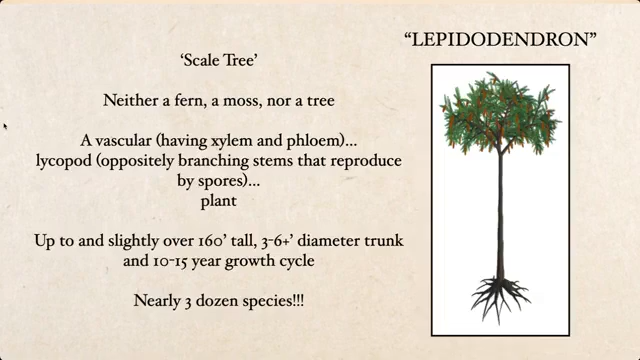 “LEPIDODENDRON”
‘Scale Tree’
Neither a fern, a moss, nor a tree
A vascular (having xylem and phloem)...
lycopod (oppositely branching stems that reproduce
by spores)...
plant
Up to and slightly over 160’ tall, 3-6+’ diameter trunk
and 10-15 year growth cycle
Nearly 3 dozen species!!!